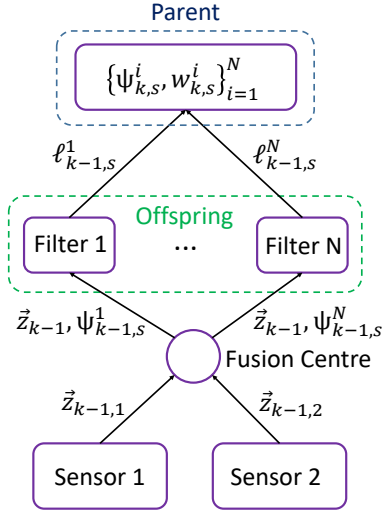 Parent
{ψ^i_{k,s}, w^i_{k,s}}^N_{i=1}
ℓ^1_{k−1,s} ℓ^N_{k−1,s}
Offspring
Filter 1 ... Filter N
z⃗_{k−1}, ψ^1_{k−1,s} z⃗_{k−1}, ψ^N_{k−1,s}
Fusion Centre
z⃗_{k−1,1} z⃗_{k−1,2}
Sensor 1 Sensor 2